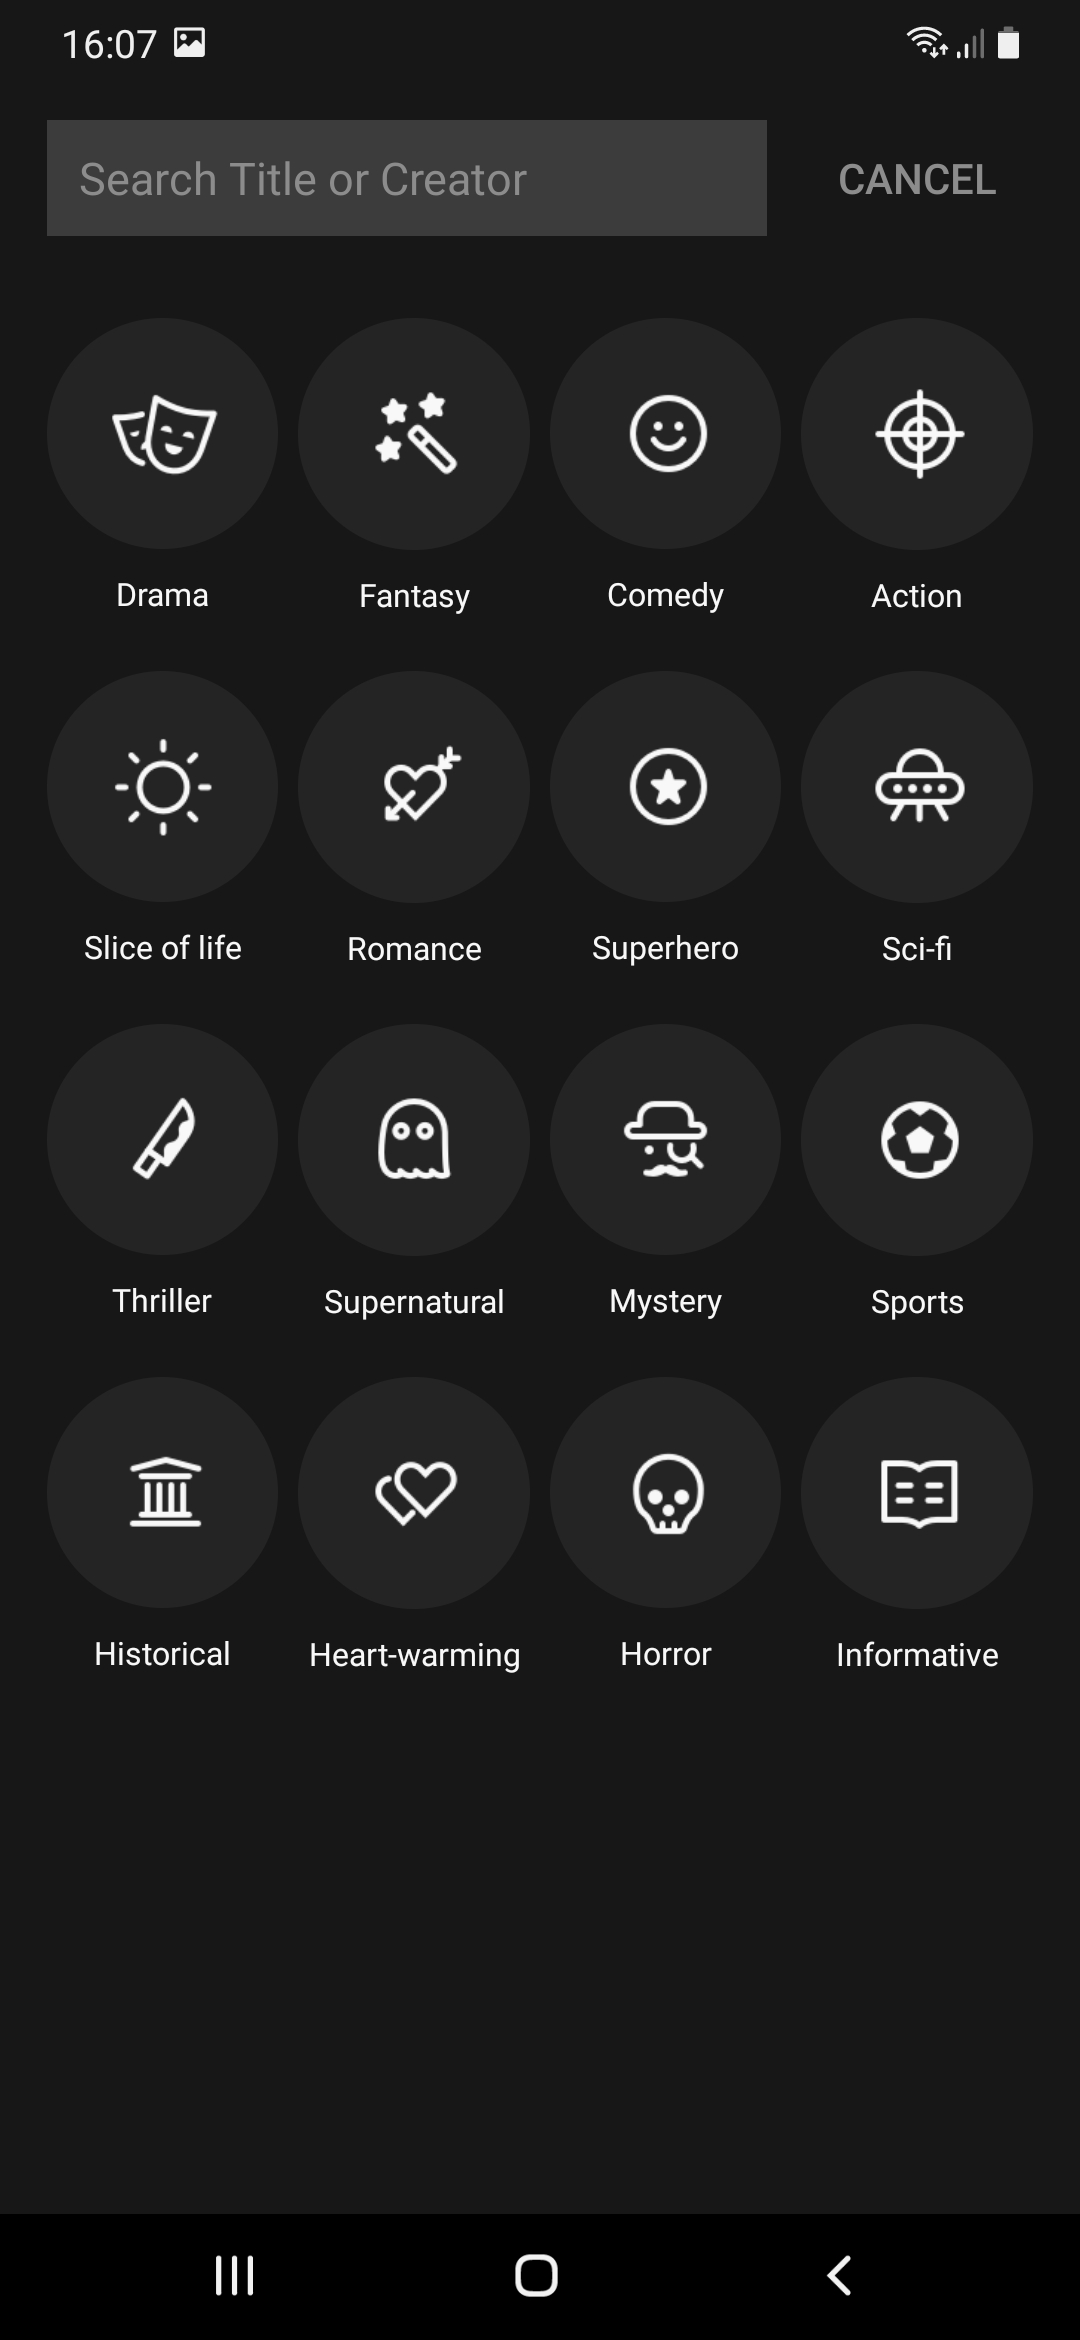 16:07
Search Title or Creator
CANCEL
Drama
Fantasy
Comedy
Action
Slice of life
Romance
Superhero
Sci-fi
Thriller
Supernatural
Mystery
Sports
Historical
Heart-warming
Horror
Informative